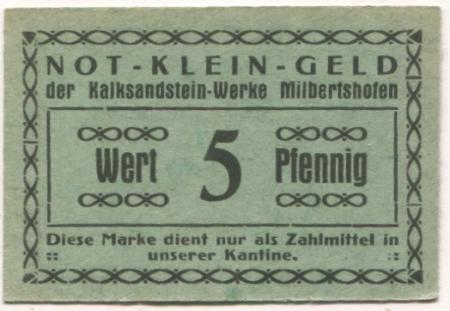 NOT-KLEIN-GELD
der Kalksandstein-Werke Milbertshofen
Wert 5 Pfennig
Diese Marke dient nur als Zahlmittel in
unserer Kantine.